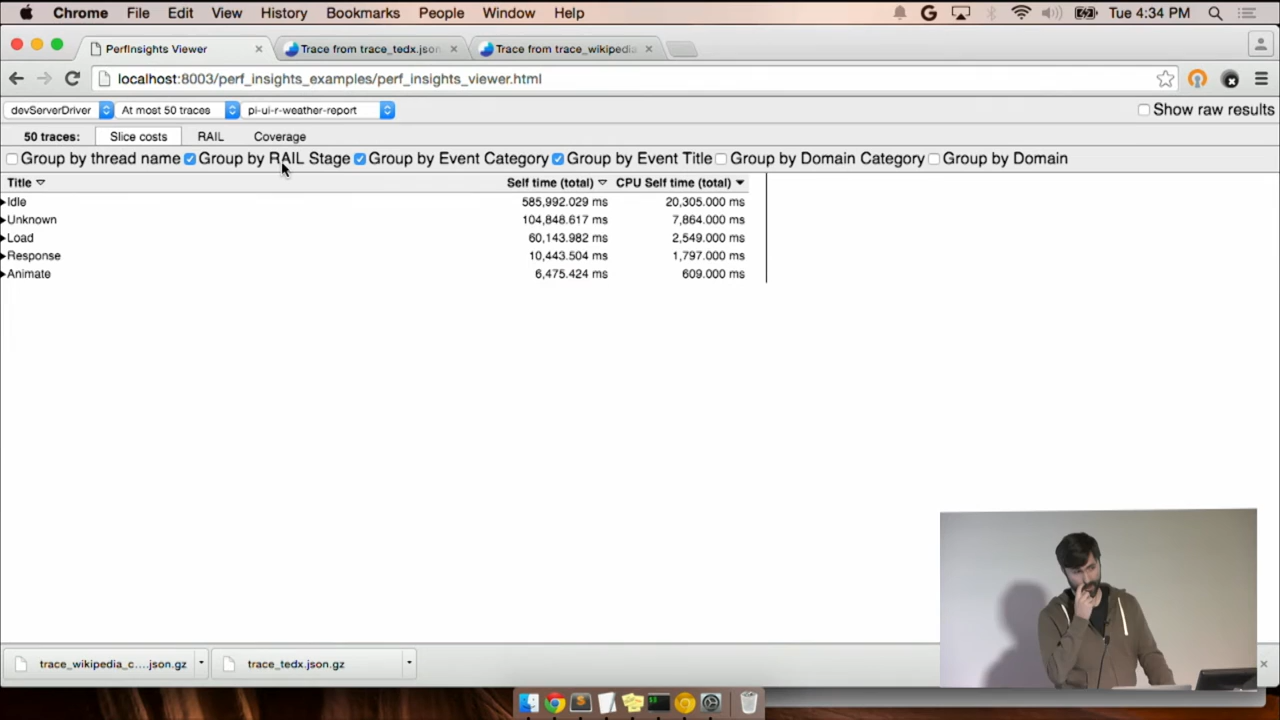 Chrome File Edit View History Bookmarks People Window Help G Tue 4:34 PM
PerfInsights Viewer × Trace from trace_tedx.json × Trace from trace_wikipedia ×
localhost:8003/perf_insights_examples/perf_insights_viewer.html
devServerDriver At most 50 traces pi-ui-r-weather-report Show raw results
50 traces: Slice costs RAIL Coverage
Group by thread name Group by RAIL Stage Group by Event Category Group by Event Title Group by Domain Category Group by Domain
Title Self time (total) CPU Self time (total)
Idle 585,992.029 ms 20,305.000 ms
Unknown 104,848.617 ms 7,864.000 ms
Load 60,143.982 ms 2,549.000 ms
Response 10,443.504 ms 1,797.000 ms
Animate 6,475.424 ms 609.000 ms
trace_wikipedia_c....json.gz trace_tedx.json.gz